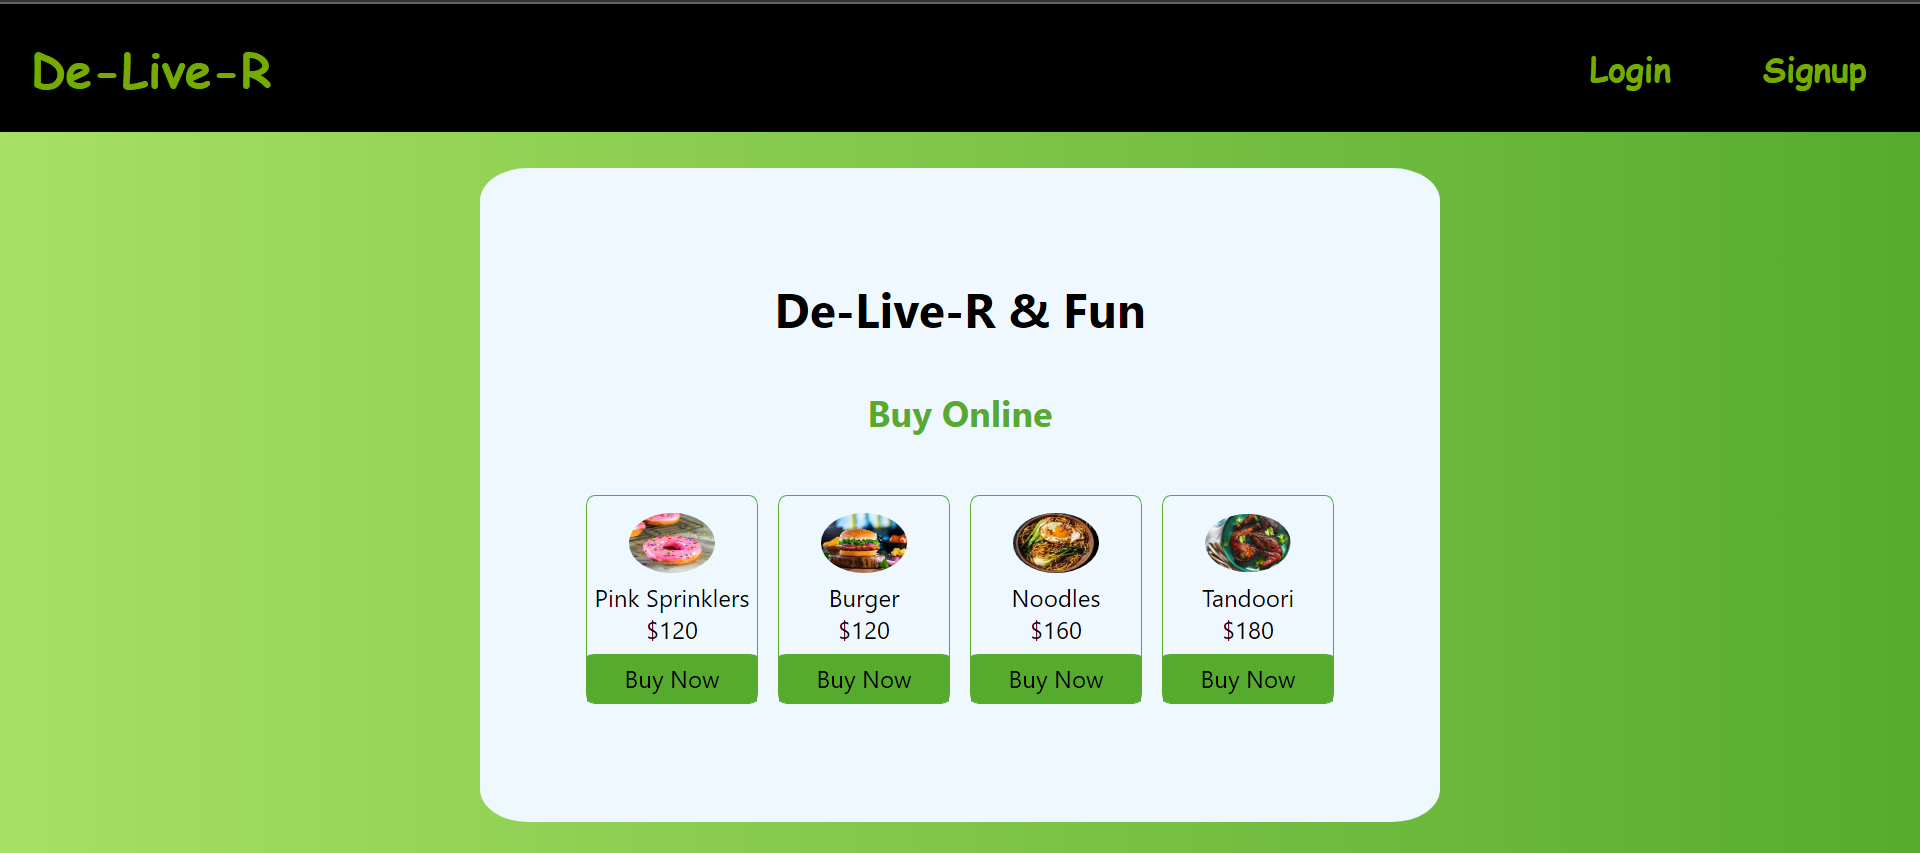 De-Live-R
Login
Signup
De-Live-R & Fun
Buy Online
Pink Sprinklers
$120
Buy Now
Burger
$120
Buy Now
Noodles
$160
Buy Now
Tandoori
$180
Buy Now